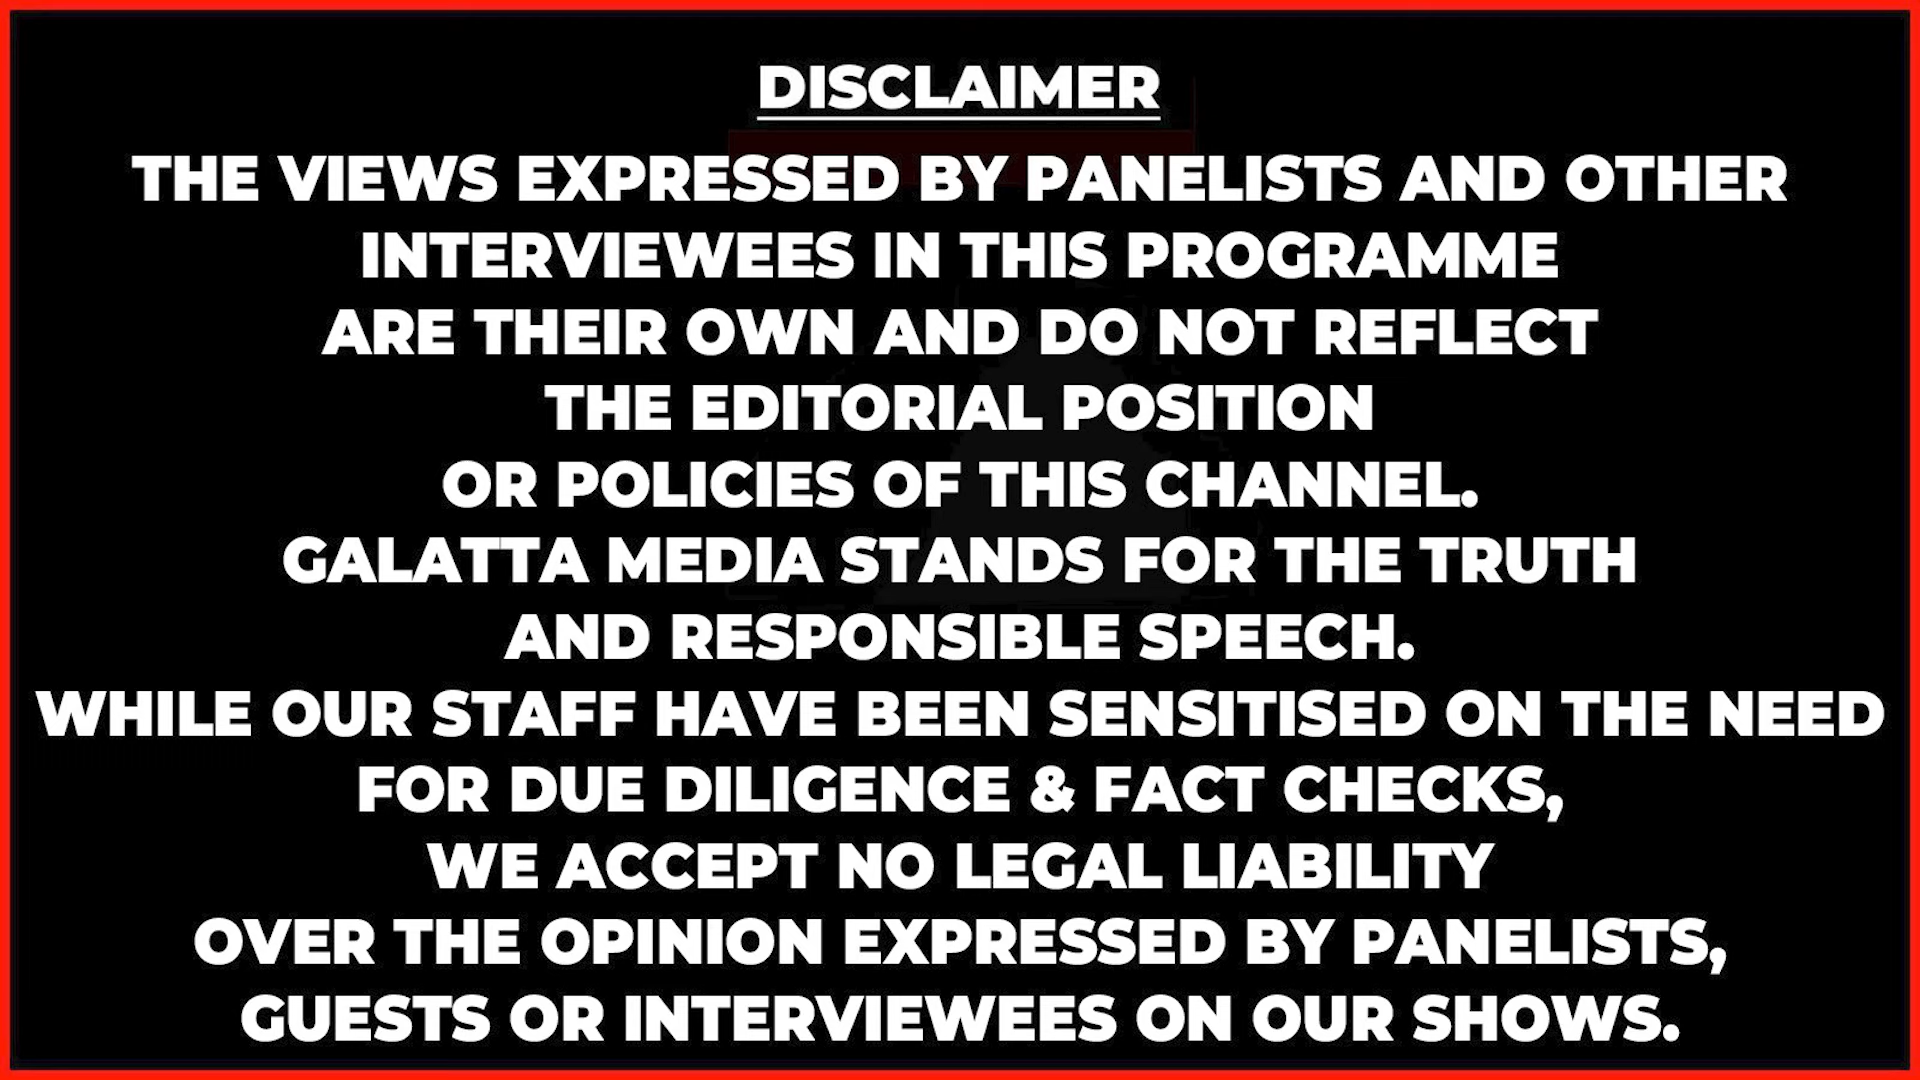 DISCLAIMER
THE VIEWS EXPRESSED BY PANELISTS AND OTHER
INTERVIEWEES IN THIS PROGRAMME
ARE THEIR OWN AND DO NOT REFLECT
THE EDITORIAL POSITION
OR POLICIES OF THIS CHANNEL.
GALATTA MEDIA STANDS FOR THE TRUTH
AND RESPONSIBLE SPEECH.
WHILE OUR STAFF HAVE BEEN SENSITISED ON THE NEED
FOR DUE DILIGENCE & FACT CHECKS,
WE ACCEPT NO LEGAL LIABILITY
OVER THE OPINION EXPRESSED BY PANELISTS,
GUESTS OR INTERVIEWEES ON OUR SHOWS.